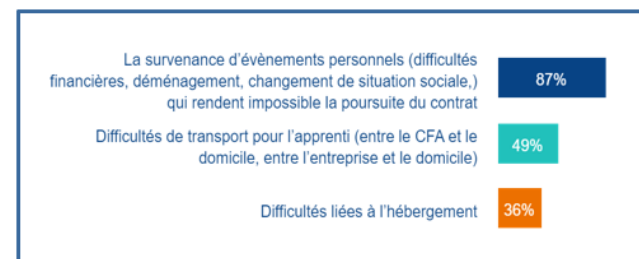 La survenance d'évènements personnels (difficultés
financières, déménagement, changement de situation sociale,)
qui rendent impossible la poursuite du contrat
87%
Difficultés de transport pour l'apprenti (entre le CFA et le
domicile, entre l'entreprise et le domicile)
49%
Difficultés liées à l'hébergement
36%